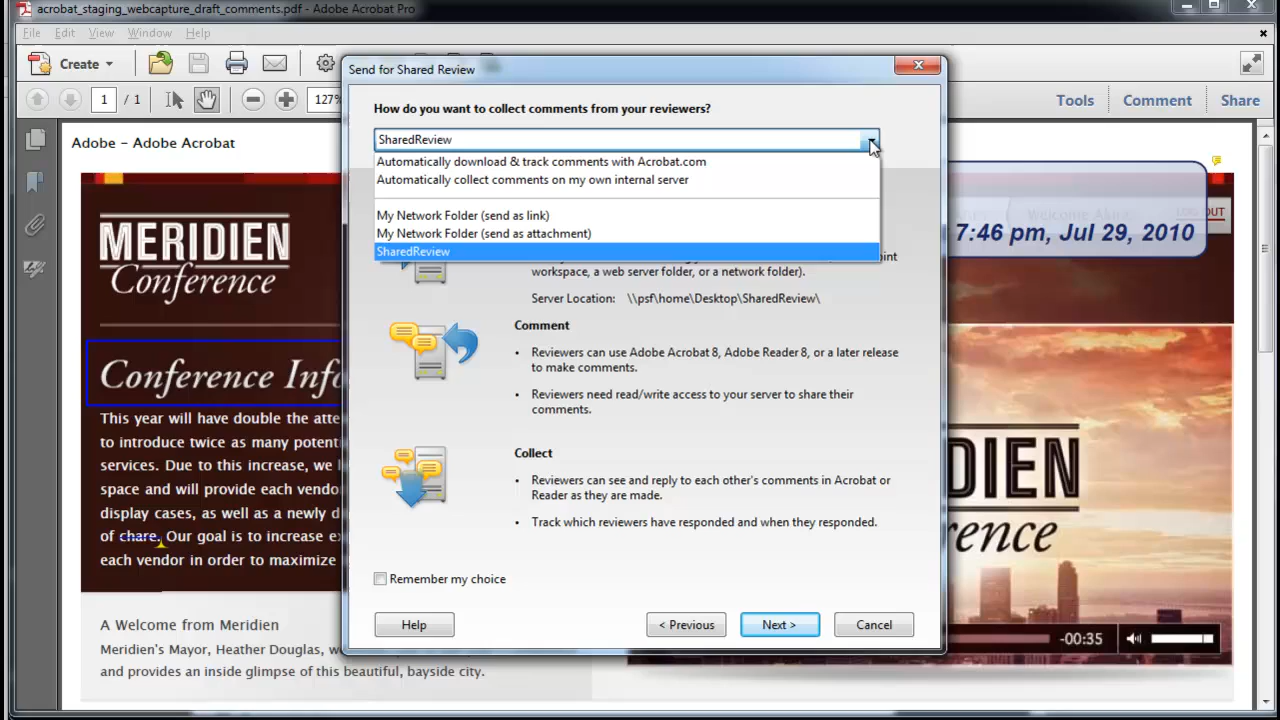 acrobat_staging_webcapture_draft_comments.pdf - Adobe Acrobat Pro
File Edit View Window Help
Create
1 / 1
127%
Tools
Comment
Share
Adobe – Adobe Acrobat
MERIDIEN
Conference
Conference Info
This year will have double the atte
to introduce twice as many potent
services. Due to this increase, we l
space and will provide each vendo
display cases, as well as a newly d
of share. Our goal is to increase ex
each vendor in order to maximize
A Welcome from Meridien
Meridien's Mayor, Heather Douglas, w
and provides an inside glimpse of this beautiful, bayside city.
Send for Shared Review
How do you want to collect comments from your reviewers?
SharedReview
Automatically download & track comments with Acrobat.com
Automatically collect comments on my own internal server
My Network Folder (send as link)
My Network Folder (send as attachment)
SharedReview
workspace, a web server folder, or a network folder).
Server Location: \\psf\home\Desktop\SharedReview\
Comment
• Reviewers can use Adobe Acrobat 8, Adobe Reader 8, or a later release
to make comments.
• Reviewers need read/write access to your server to share their
comments.
Collect
• Reviewers can see and reply to each other's comments in Acrobat or
Reader as they are made.
• Track which reviewers have responded and when they responded.
Remember my choice
Help
< Previous
Next >
Cancel
LOG OUT
7:46 pm, Jul 29, 2010
IDIEN
rence
-00:35